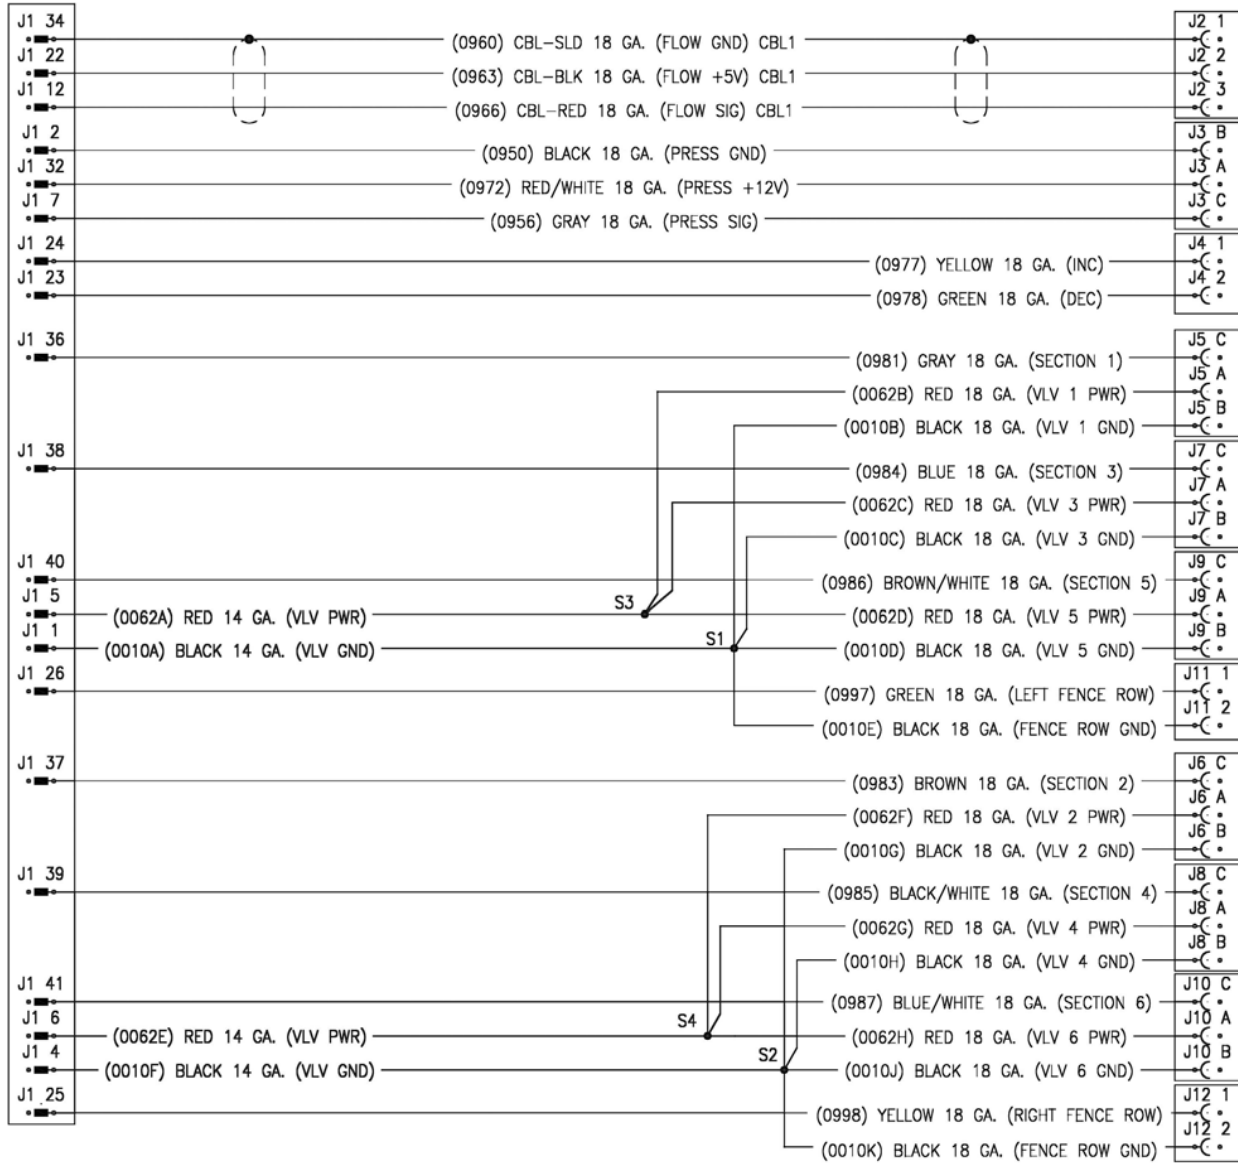 J1 34 J2 1
(0960) CBL-SLD 18 GA. (FLOW GND) CBL1
J1 22 J2 2
(0963) CBL-BLK 18 GA. (FLOW +5V) CBL1
J1 12 J2 3
(0966) CBL-RED 18 GA. (FLOW SIG) CBL1
J1 2 J3 B
(0950) BLACK 18 GA. (PRESS GND)
J1 32 J3 A
(0972) RED/WHITE 18 GA. (PRESS +12V)
J1 7 J3 C
(0956) GRAY 18 GA. (PRESS SIG)
J1 24 J4 1
(0977) YELLOW 18 GA. (INC)
J1 23 J4 2
(0978) GREEN 18 GA. (DEC)
J1 36 J5 C
(0981) GRAY 18 GA. (SECTION 1)
J5 A
(0062B) RED 18 GA. (VLV 1 PWR)
J5 B
(0010B) BLACK 18 GA. (VLV 1 GND)
J1 38 J7 C
(0984) BLUE 18 GA. (SECTION 3)
J7 A
(0062C) RED 18 GA. (VLV 3 PWR)
J7 B
(0010C) BLACK 18 GA. (VLV 3 GND)
J1 40 J9 C
(0986) BROWN/WHITE 18 GA. (SECTION 5)
J1 5 S3 J9 A
(0062A) RED 14 GA. (VLV PWR) (0062D) RED 18 GA. (VLV 5 PWR)
J1 1 S1 J9 B
(0010A) BLACK 14 GA. (VLV GND) (0010D) BLACK 18 GA. (VLV 5 GND)
J1 26 J11 1
(0997) GREEN 18 GA. (LEFT FENCE ROW)
J11 2
(0010E) BLACK 18 GA. (FENCE ROW GND)
J1 37 J6 C
(0983) BROWN 18 GA. (SECTION 2)
J6 A
(0062F) RED 18 GA. (VLV 2 PWR)
J6 B
(0010G) BLACK 18 GA. (VLV 2 GND)
J1 39 J8 C
(0985) BLACK/WHITE 18 GA. (SECTION 4)
J8 A
(0062G) RED 18 GA. (VLV 4 PWR)
J8 B
(0010H) BLACK 18 GA. (VLV 4 GND)
J1 41 J10 C
(0987) BLUE/WHITE 18 GA. (SECTION 6)
J1 6 S4 J10 A
(0062E) RED 14 GA. (VLV PWR) (0062H) RED 18 GA. (VLV 6 PWR)
J1 4 S2 J10 B
(0010F) BLACK 14 GA. (VLV GND) (0010J) BLACK 18 GA. (VLV 6 GND)
J1 25 J12 1
(0998) YELLOW 18 GA. (RIGHT FENCE ROW)
J12 2
(0010K) BLACK 18 GA. (FENCE ROW GND)